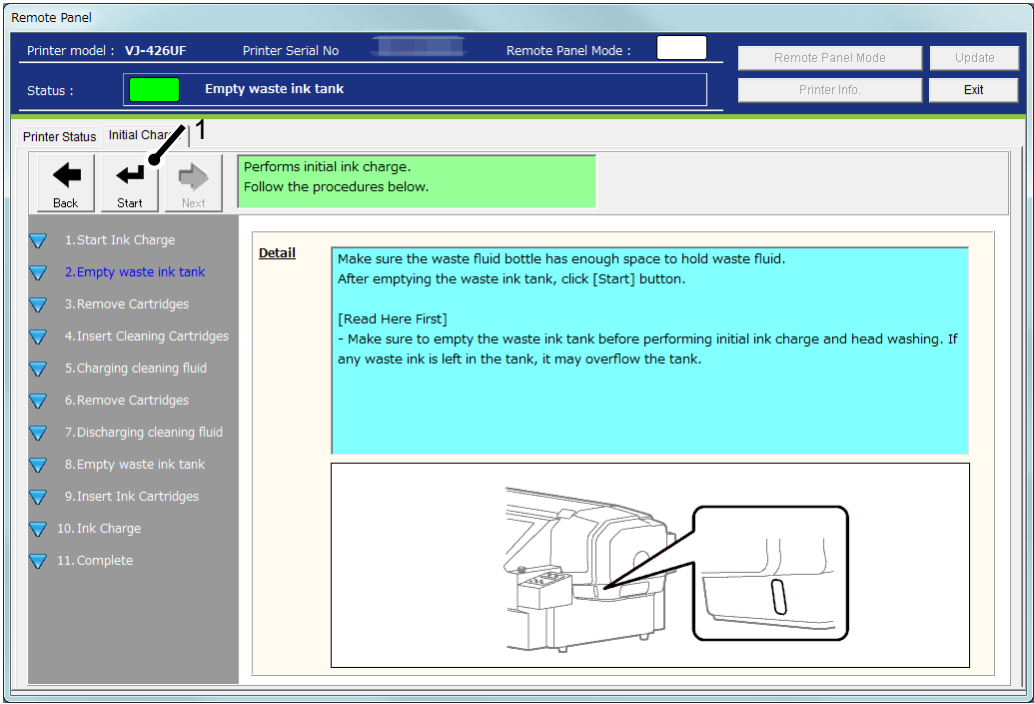 Remote Panel
Printer model : VJ-426UF Printer Serial No Remote Panel Mode :
Remote Panel Mode Update
Status : Empty waste ink tank
Printer Info. Exit
Printer Status Initial Char 1
Back Start Next
Performs initial ink charge.
Follow the procedures below.
1.Start Ink Charge
2.Empty waste ink tank
3.Remove Cartridges
4.Insert Cleaning Cartridges
5.Charging cleaning fluid
6.Remove Cartridges
7.Discharging cleaning fluid
8.Empty waste ink tank
9.Insert Ink Cartridges
10.Ink Charge
11.Complete
Detail
Make sure the waste fluid bottle has enough space to hold waste fluid.
After emptying the waste ink tank, click [Start] button.
[Read Here First]
- Make sure to empty the waste ink tank before performing initial ink charge and head washing. If
any waste ink is left in the tank, it may overflow the tank.